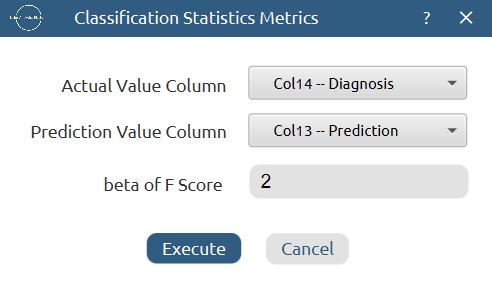 Classification Statistics Metrics ?
Actual Value Column Col14 -- Diagnosis
Prediction Value Column Col13 -- Prediction
beta of F Score 2
Execute Cancel